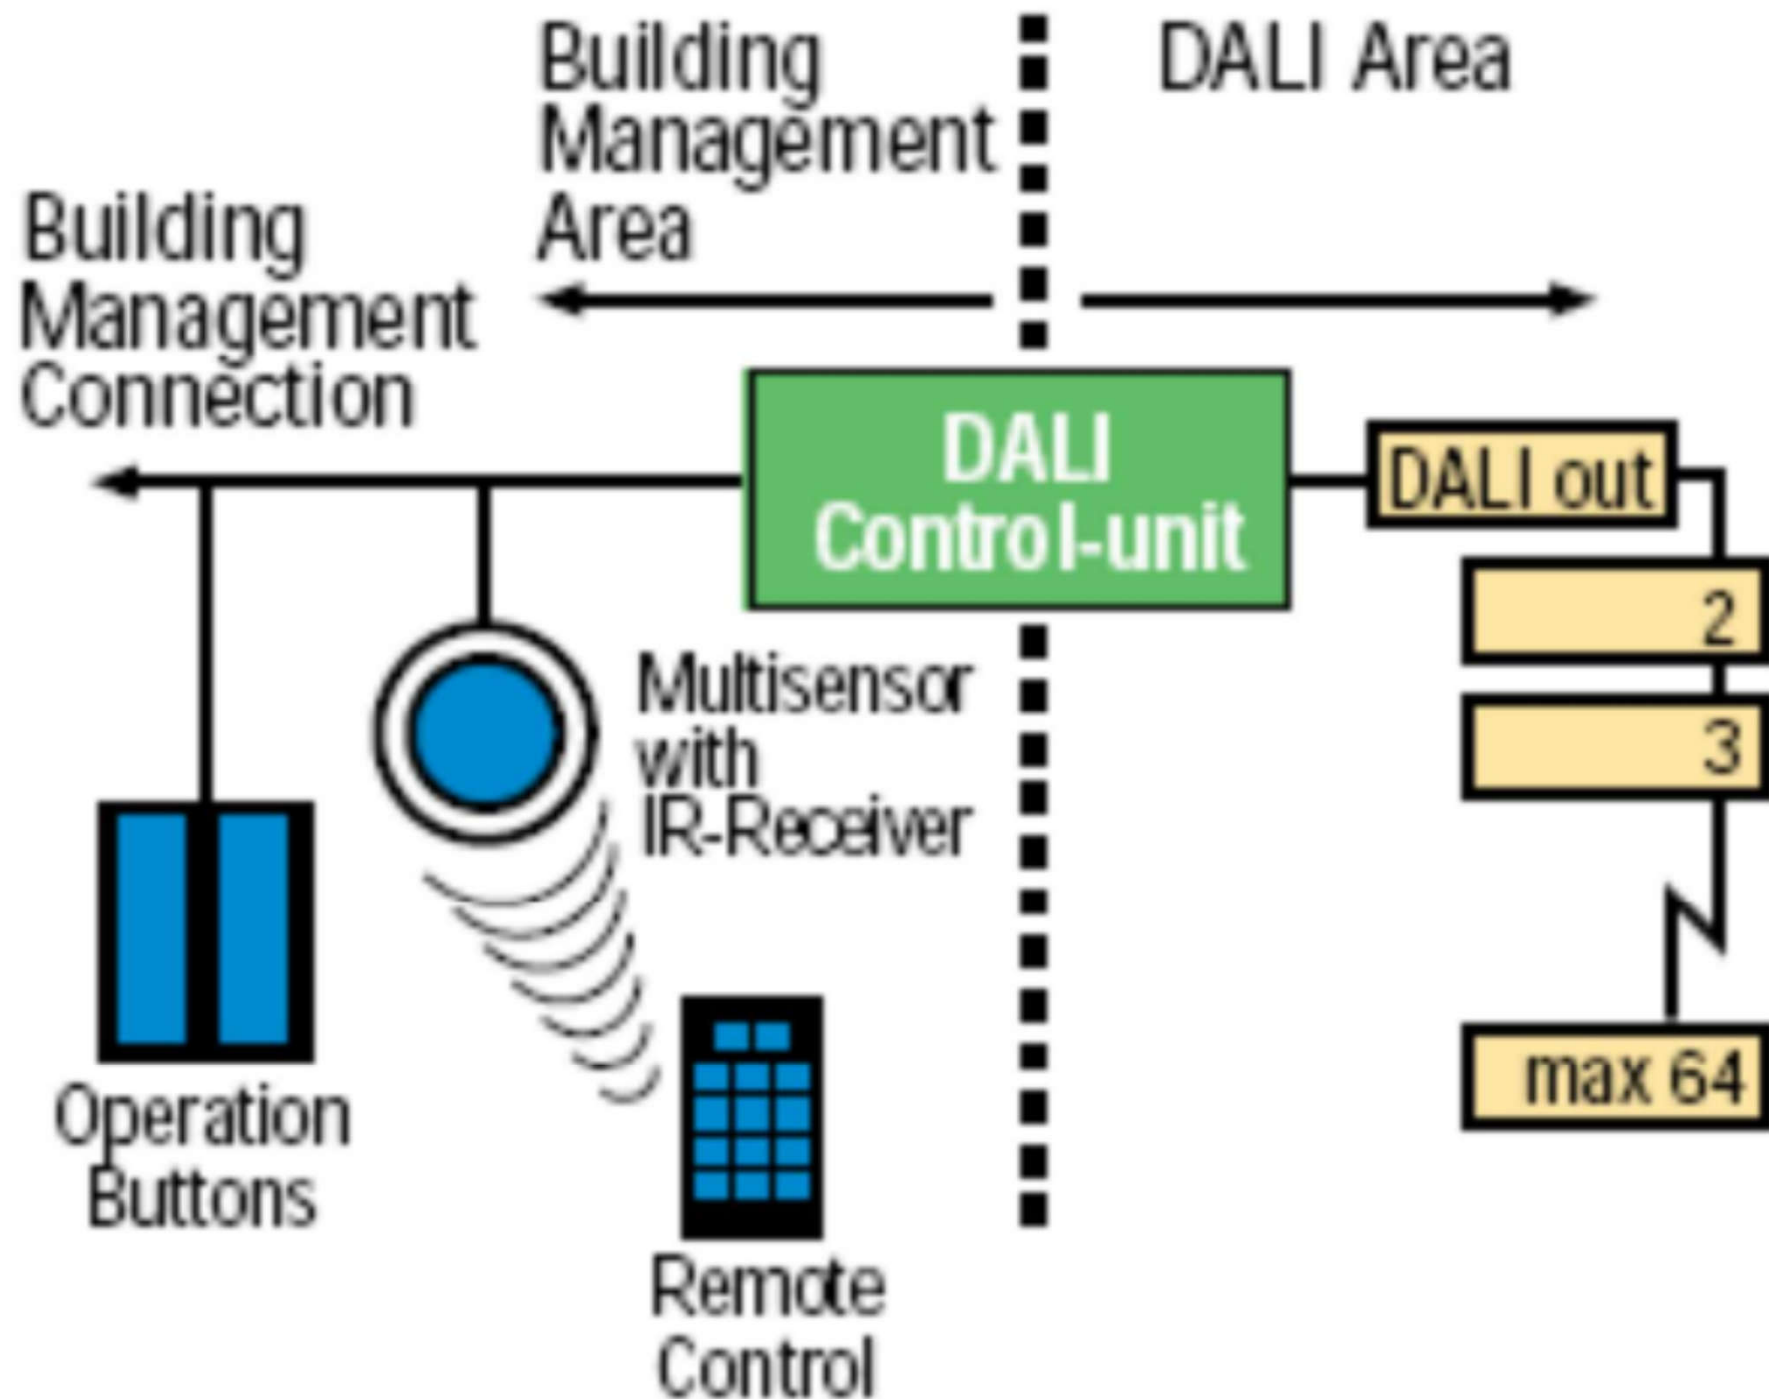 Building
Management
Area
DALI Area
Building
Management
Connection
DALI
Control-unit
DALI out
2
3
max 64
Multisensor
with
IR-Receiver
Operation
Buttons
Remote
Control